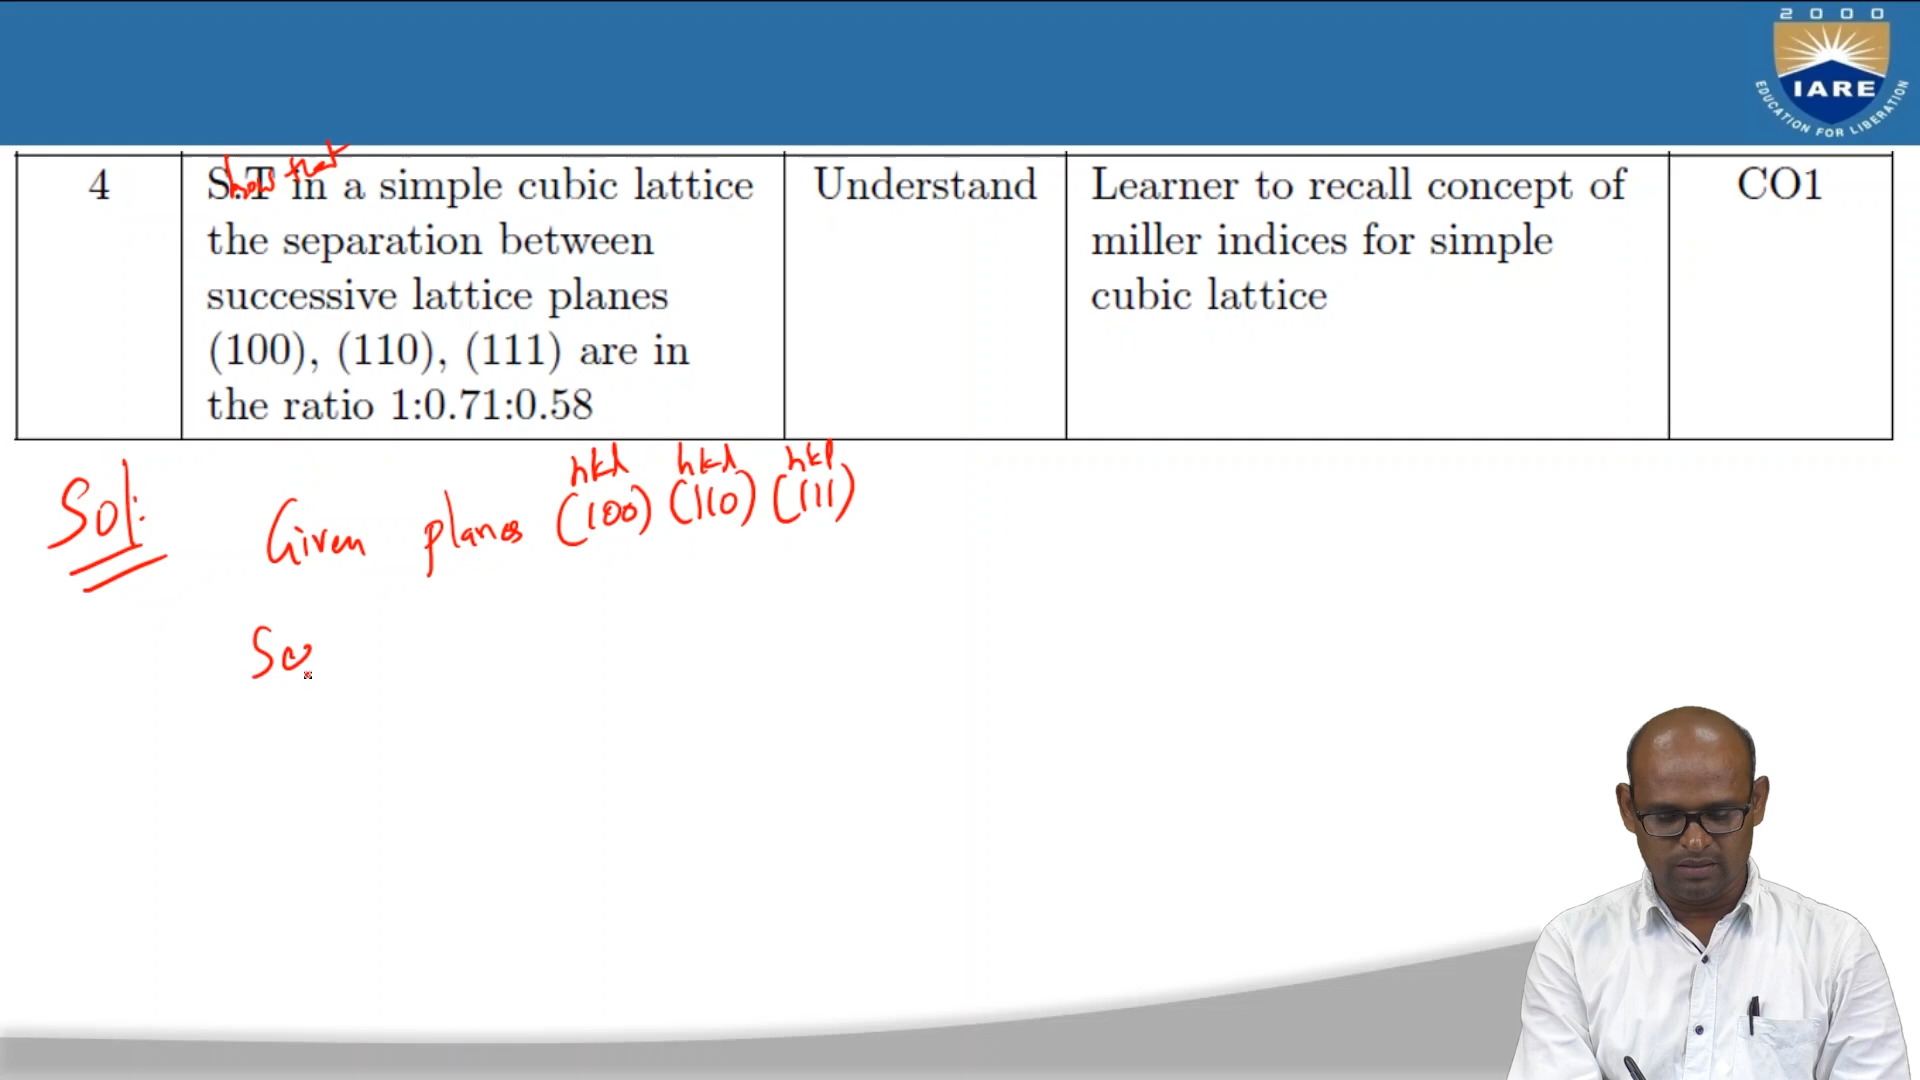 2000
IARE
EDUCATION FOR LIBERATION
4
S.T in a simple cubic lattice
the separation between
successive lattice planes
(100), (110), (111) are in
the ratio 1:0.71:0.58
how that
Understand
Learner to recall concept of
miller indices for simple
cubic lattice
CO1
hkl hkl hkl
Sol: Given planes (100) (110) (111)